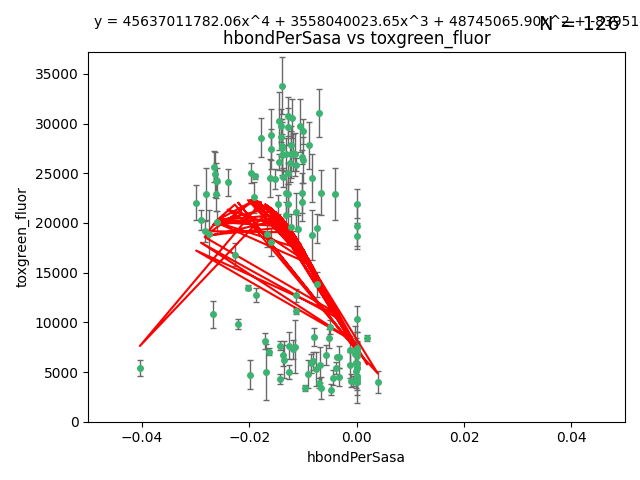 y = 45637011782.06x^4 + 3558040023.65x^3 + 48745065.90x^2 +
N = 126
hbondPerSasa vs toxgreen_fluor
35000
30000
25000
20000
15000
10000
5000
0
toxgreen_fluor
−0.04
−0.02
0.00
0.02
0.04
hbondPerSasa